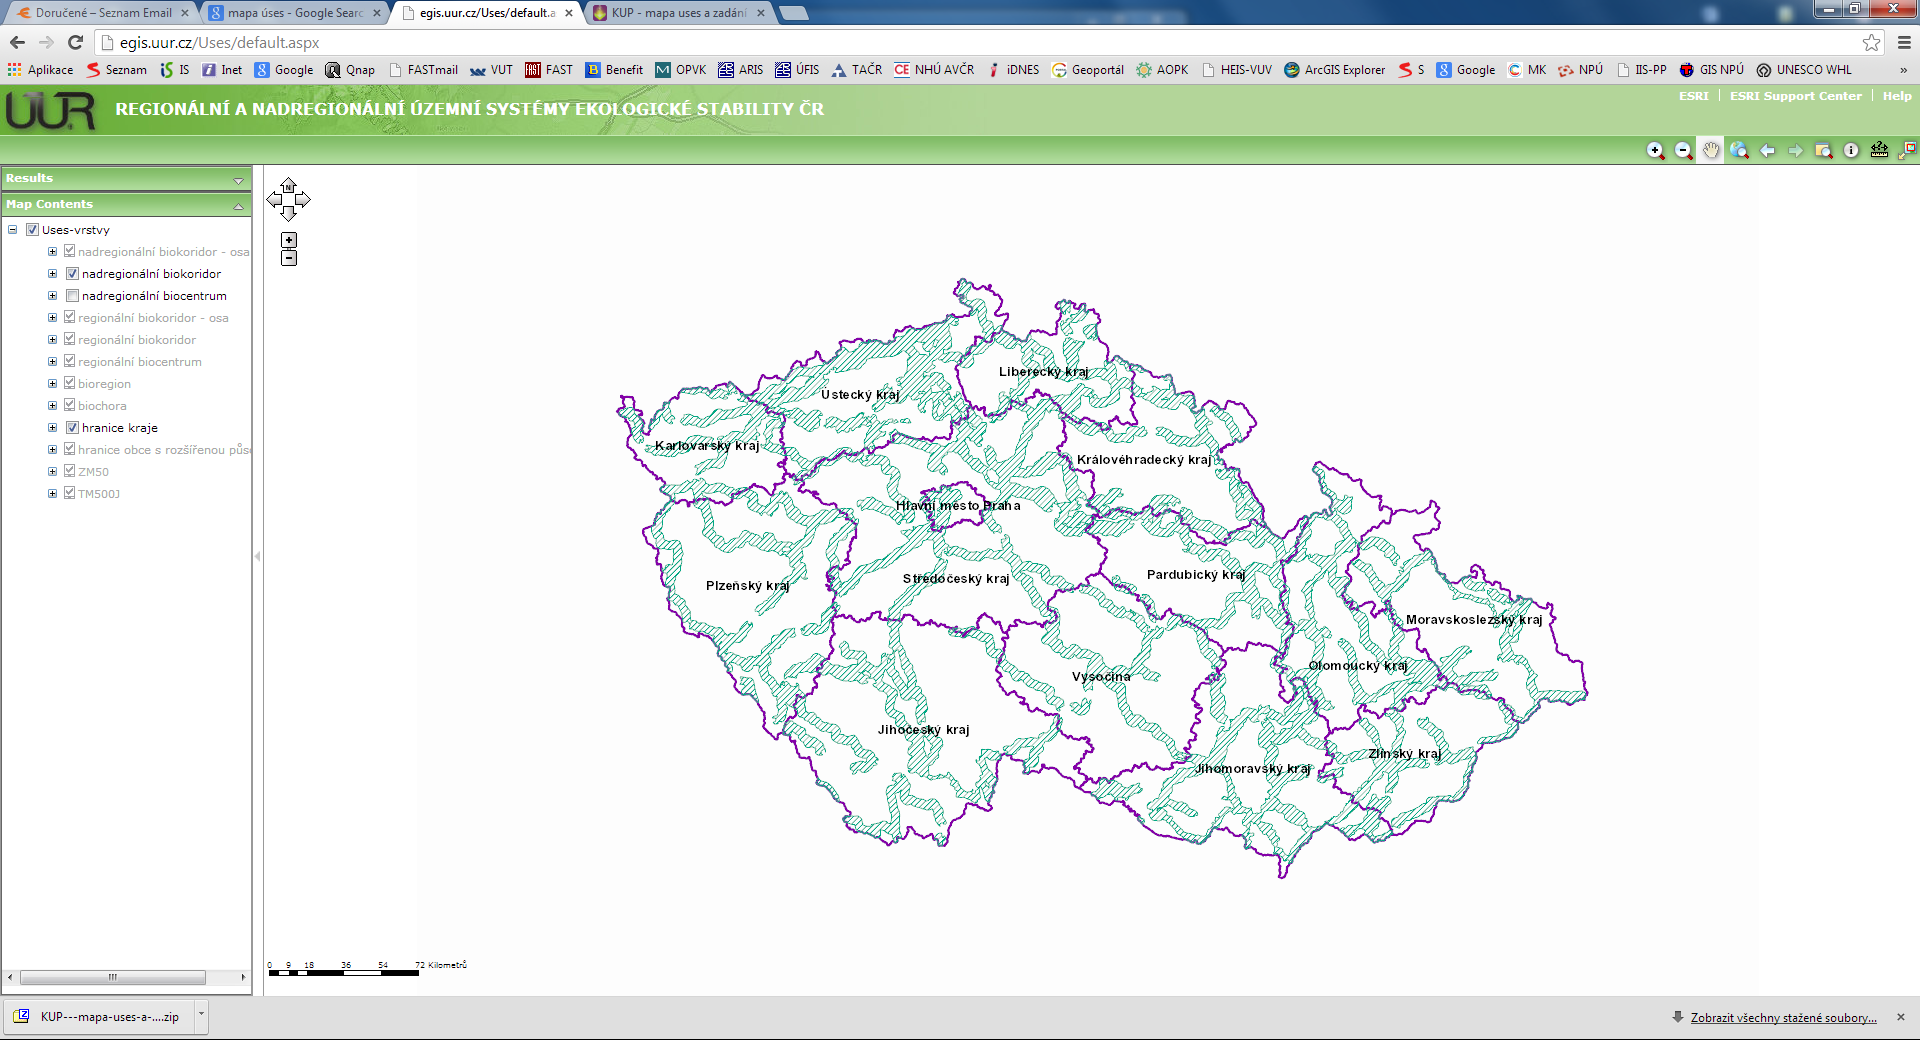 Doručené – Seznam Email
mapa úses - Google Searc
egis.uur.cz/Uses/default.a
KUP - mapa uses a zadání
egis.uur.cz/Uses/default.aspx
Aplikace Seznam IS Inet Google Qnap FASTmail VUT FAST Benefit OPVK ARIS ÚFIS TAČR NHÚ AVČR iDNES Geoportál AOPK HEIS-VUV ArcGIS Explorer S Google MK NPÚ IIS-PP GIS NPÚ UNESCO WHL »
UUR REGIONÁLNÍ A NADREGIONÁLNÍ ÚZEMNÍ SYSTÉMY EKOLOGICKÉ STABILITY ČR
ESRI | ESRI Support Center | Help
Results
Map Contents
Uses-vrstvy
nadregionální biokoridor - osa
nadregionální biokoridor
nadregionální biocentrum
regionální biokoridor - osa
regionální biokoridor
regionální biocentrum
bioregion
biochora
hranice kraje
hranice obce s rozšířenou půs
ZM50
TM500J
N
Liberecký kraj
Ústecký kraj
Karlovarský kraj
Královéhradecký kraj
Hlavní město Praha
Plzeňský kraj
Středočeský kraj
Pardubický kraj
Moravskoslezský kraj
Olomoucký kraj
Vysočina
Jihočeský kraj
Zlínský kraj
Jihomoravský kraj
0 9 18 36 54 72 Kilometrů
KUP---mapa-uses-a-....zip
Zobrazit všechny stažené soubory...